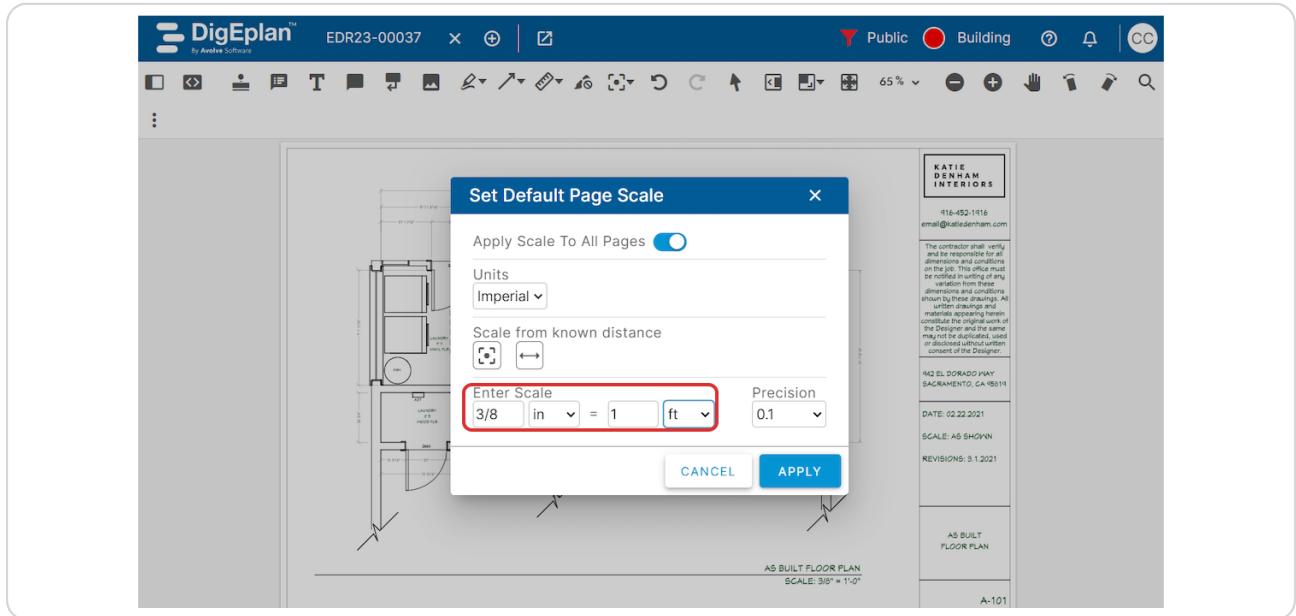 DigEplan™
By Avolve Software
EDR23-00037
Public
Building
CC
T
65%
KATIE
DENHAM
INTERIORS
916-452-1916
email@katiedenham.com
The contractor shall verify
and be responsible for all
dimensions and conditions
on the job. This office must
be notified in writing of any
variation from these
dimensions and conditions
shown by these drawings. All
written drawings and
materials appearing herein
constitute the original work of
the Designer and the same
may not be duplicated, used
or disclosed without written
consent of the Designer.
942 EL DORADO WAY
SACRAMENTO, CA 95819
DATE: 02.22.2021
SCALE: AS SHOWN
REVISIONS: 3.1.2021
AS BUILT
FLOOR PLAN
A-101
Set Default Page Scale
Apply Scale To All Pages
Units
Imperial
Scale from known distance
Enter Scale
3/8 in = 1 ft
Precision
0.1
CANCEL
APPLY
LAUNDRY
LAUNDRY
AS BUILT FLOOR PLAN
SCALE: 3/8" = 1'-0"